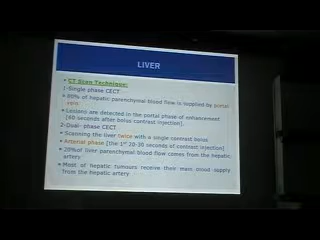 LIVER
CT Scan Technique:
1-Single phase CECT
80% of hepatic parenchymal blood flow is supplied by portal
vein
Lesions are detected in the portal phase of enhancement
[60 seconds after bolus contrast injection].
2-Dual- phase CECT
Scanning the liver twice with a single contrast bolus
Arterial phase [the 1st 20-30 seconds of contrast injection]
20%of liver parenchymal blood flow comes from the hepatic
artery
Most of hepatic tumours receive their main blood supply
from the hepatic artery